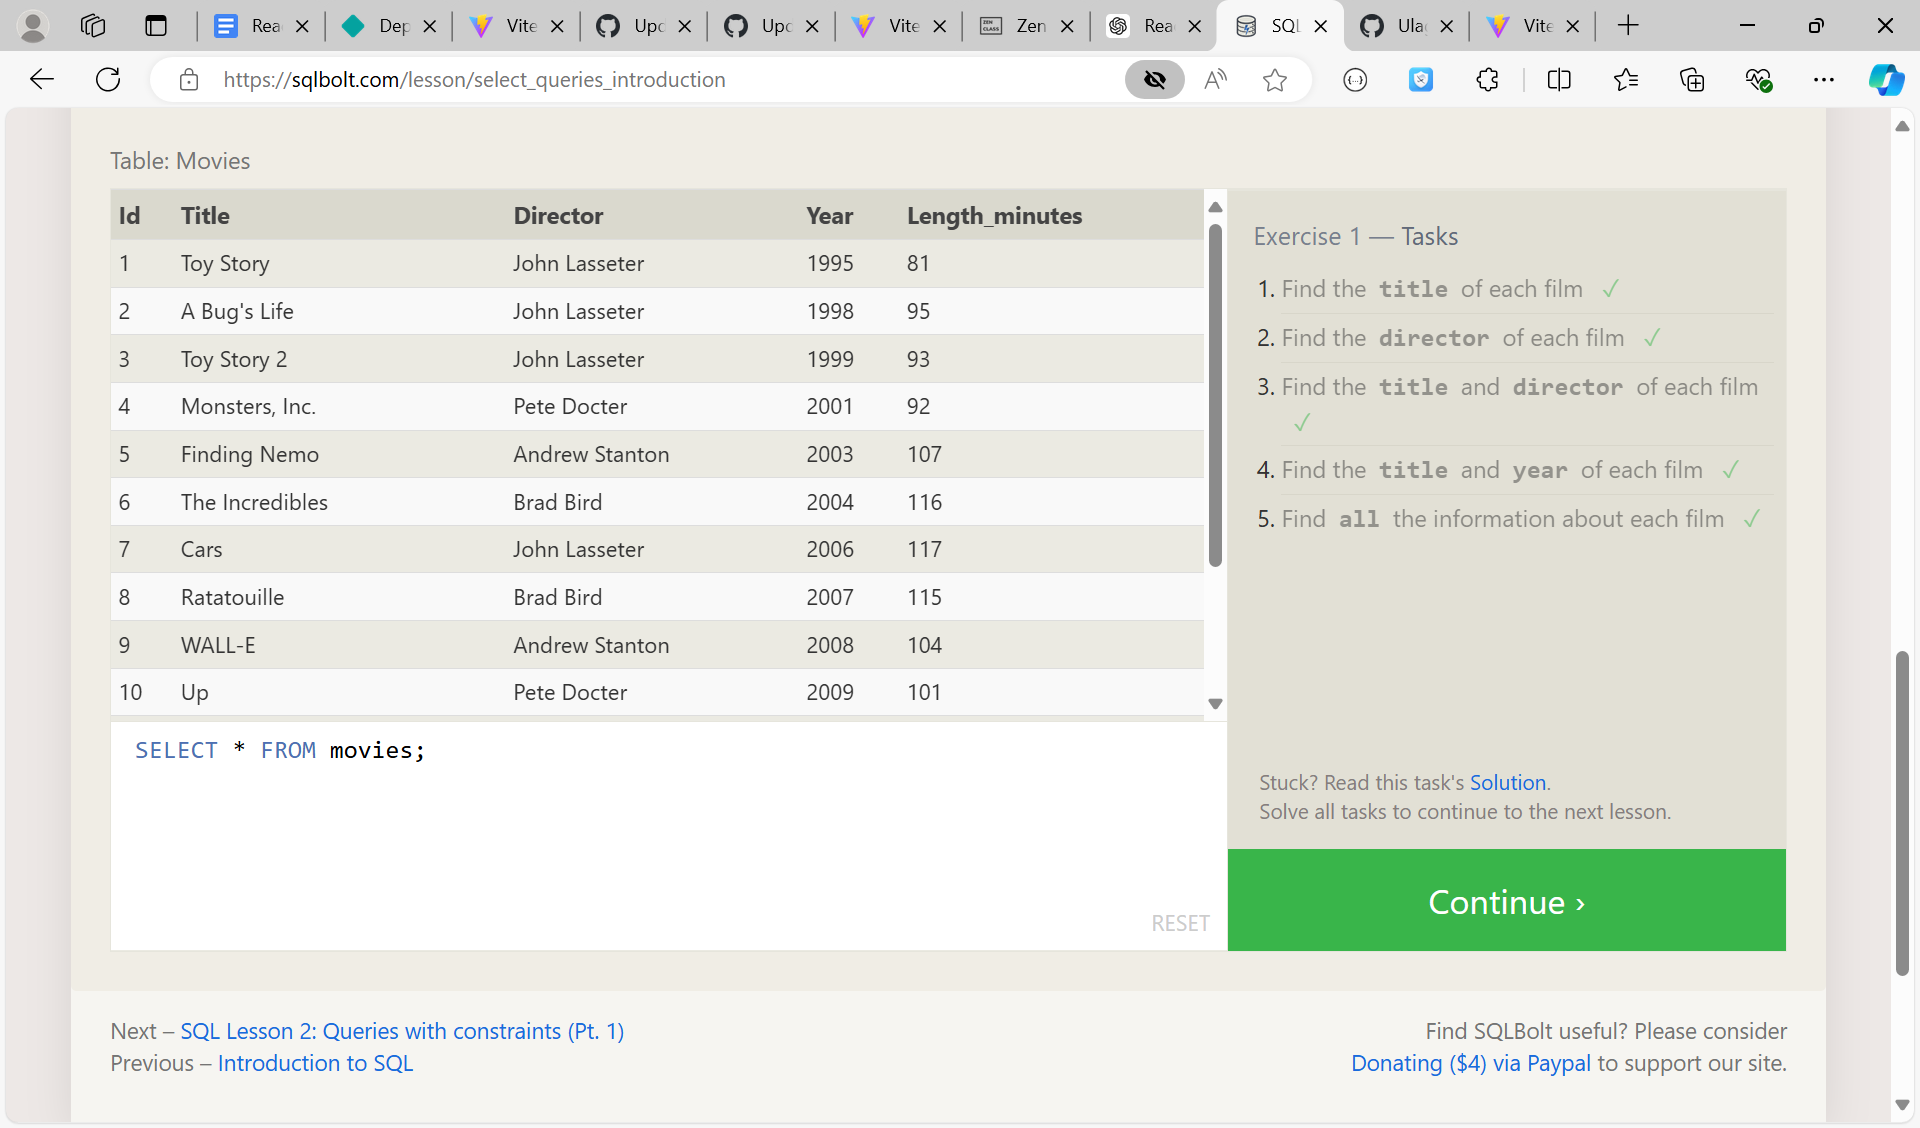 Rea
Dep
Vite
Upd
Upd
Vite
Zen
Rea
SQL
Ulag
Vite
https://sqlbolt.com/lesson/select_queries_introduction
Table: Movies
Id Title Director Year Length_minutes
1 Toy Story John Lasseter 1995 81
2 A Bug's Life John Lasseter 1998 95
3 Toy Story 2 John Lasseter 1999 93
4 Monsters, Inc. Pete Docter 2001 92
5 Finding Nemo Andrew Stanton 2003 107
6 The Incredibles Brad Bird 2004 116
7 Cars John Lasseter 2006 117
8 Ratatouille Brad Bird 2007 115
9 WALL-E Andrew Stanton 2008 104
10 Up Pete Docter 2009 101
SELECT * FROM movies;
RESET
Exercise 1 — Tasks
1. Find the title of each film ✓
2. Find the director of each film ✓
3. Find the title and director of each film
✓
4. Find the title and year of each film ✓
5. Find all the information about each film ✓
Stuck? Read this task's Solution.
Solve all tasks to continue to the next lesson.
Continue ›
Next – SQL Lesson 2: Queries with constraints (Pt. 1)
Previous – Introduction to SQL
Find SQLBolt useful? Please consider
Donating ($4) via Paypal to support our site.